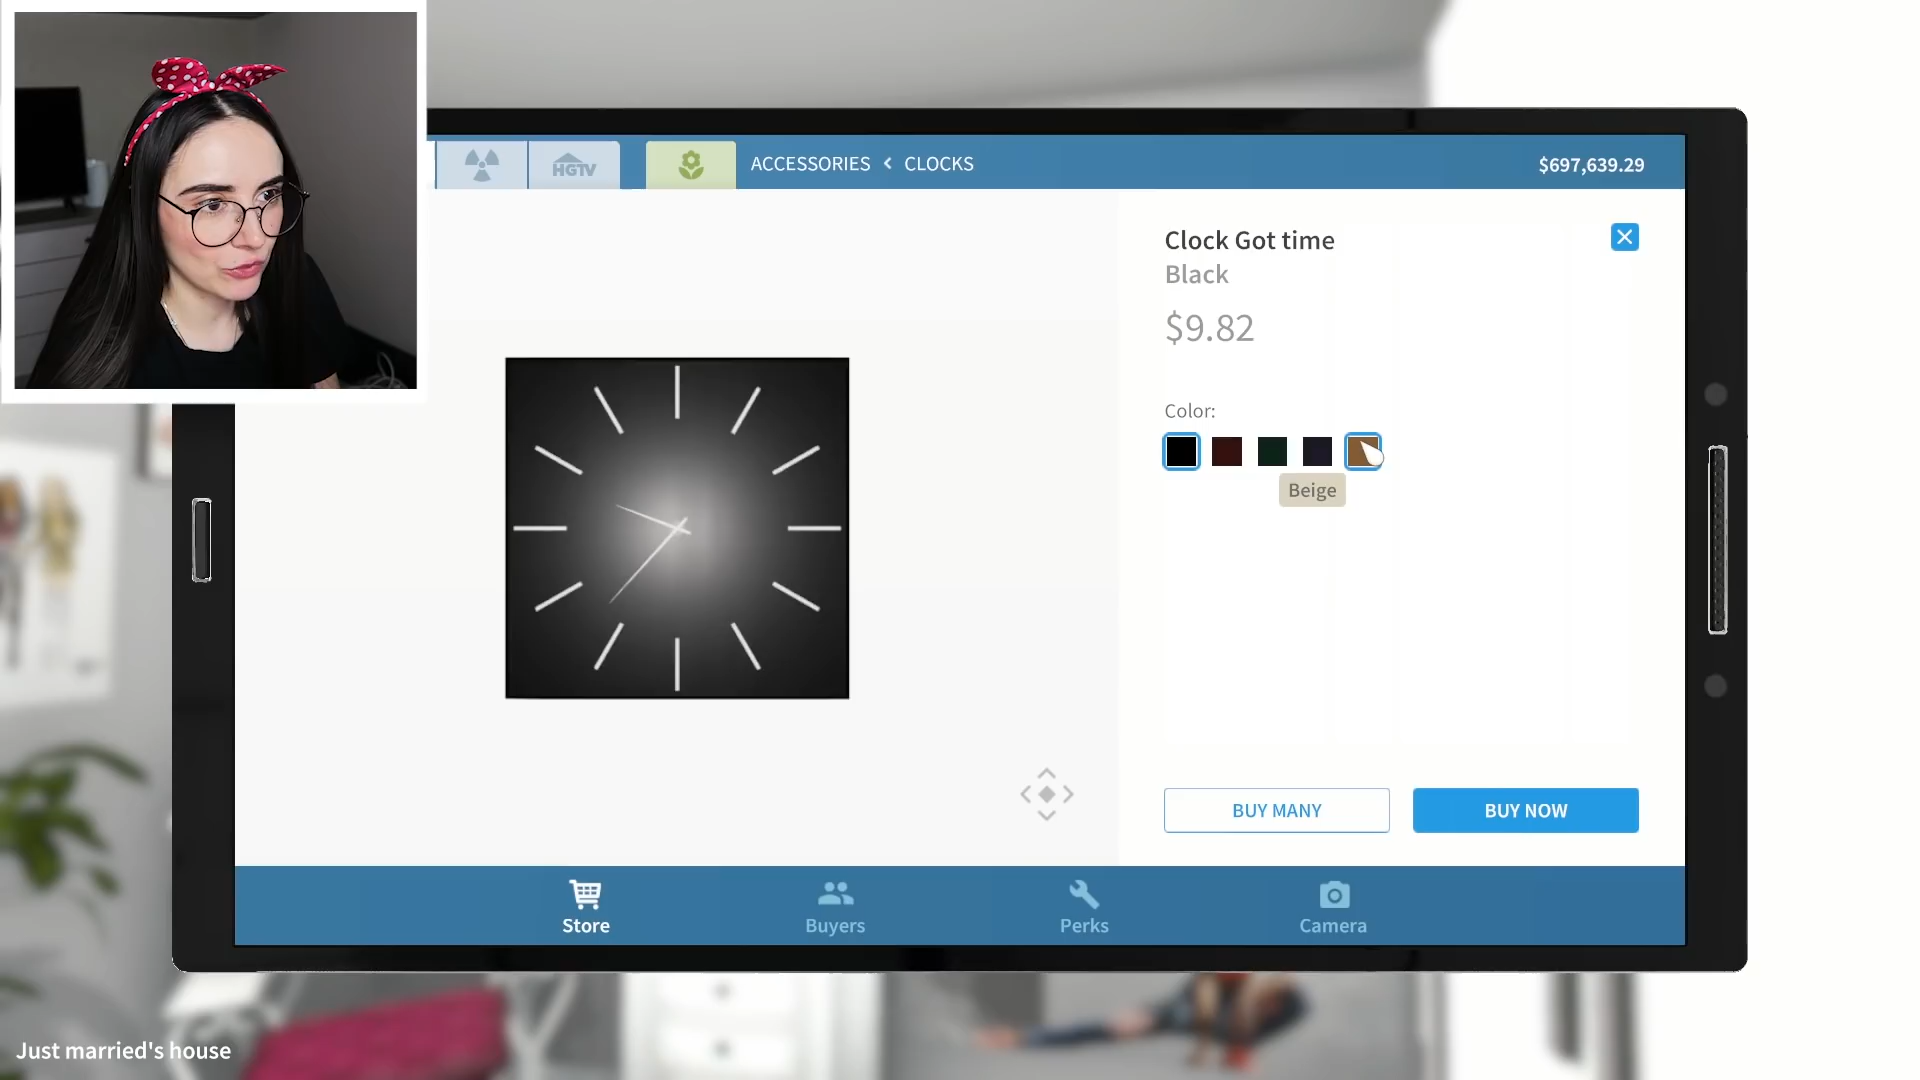 HGTV
ACCESSORIES < CLOCKS
$697,639.29
Clock Got time
Black
$9.82
Color:
Beige
BUY MANY
BUY NOW
Store
Buyers
Perks
Camera
Just married's house